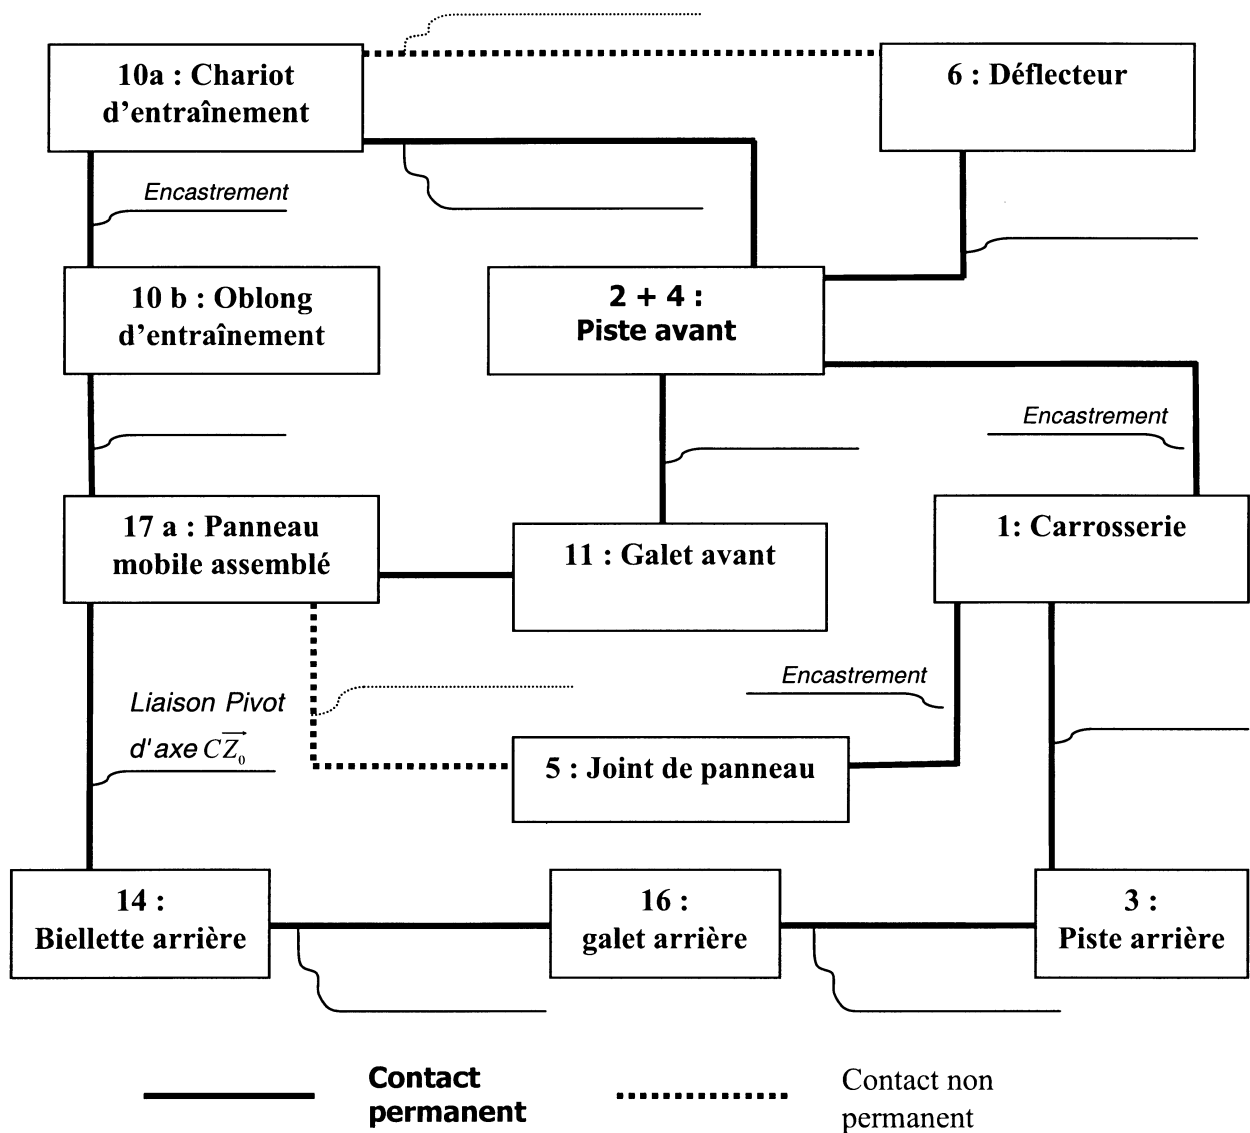 10a : Chariot
d'entraînement
6 : Déflecteur
Encastrement
10 b : Oblong
d'entraînement
2 + 4 :
Piste avant
Encastrement
17 a : Panneau
mobile assemblé
11 : Galet avant
1: Carrosserie
Liaison Pivot
d'axe CZ₀
Encastrement
5 : Joint de panneau
14 :
Biellette arrière
16 :
galet arrière
3 :
Piste arrière
Contact
permanent
Contact non
permanent